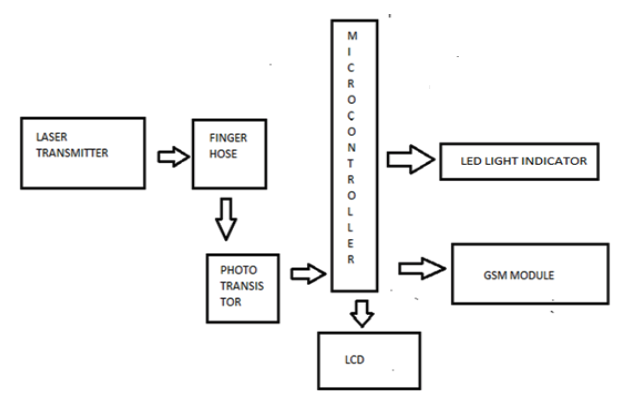 LASER
TRANSMITTER
FINGER
HOSE
PHOTO
TRANSIS
TOR
M
I
C
R
O
C
O
N
T
R
O
L
L
E
R
LED LIGHT INDICATOR
GSM MODULE
LCD